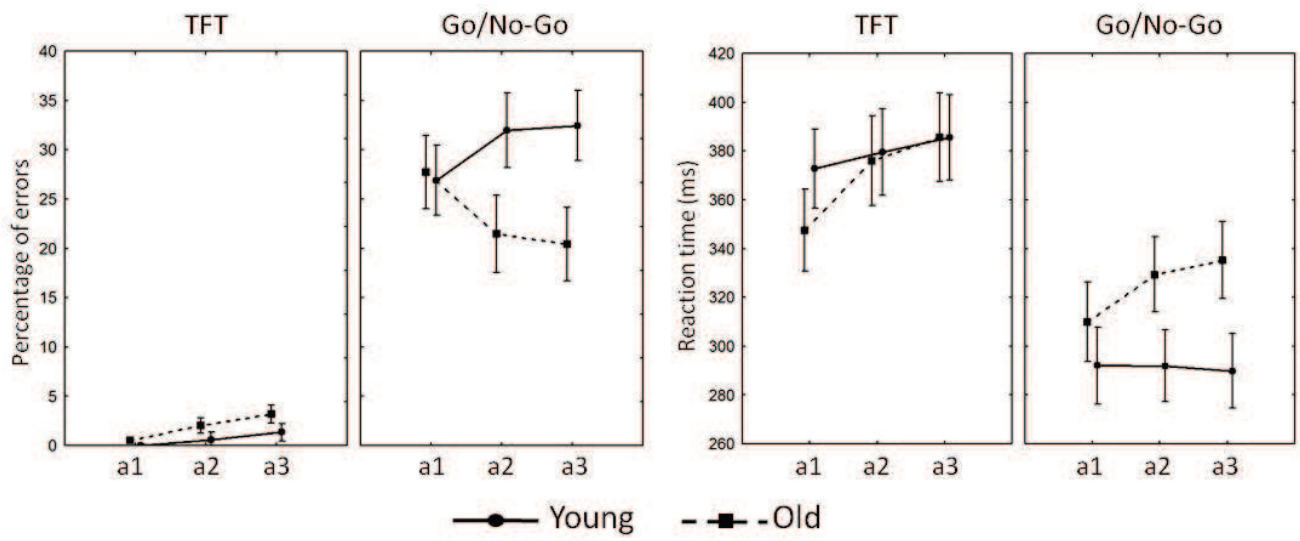 TFT
Go/No-Go
Percentage of errors
40
35
30
25
20
15
10
5
0
a1 a2 a3
a1 a2 a3
TFT
Go/No-Go
Reaction time (ms)
420
400
380
360
340
320
300
280
260
a1 a2 a3
a1 a2 a3
Young Old